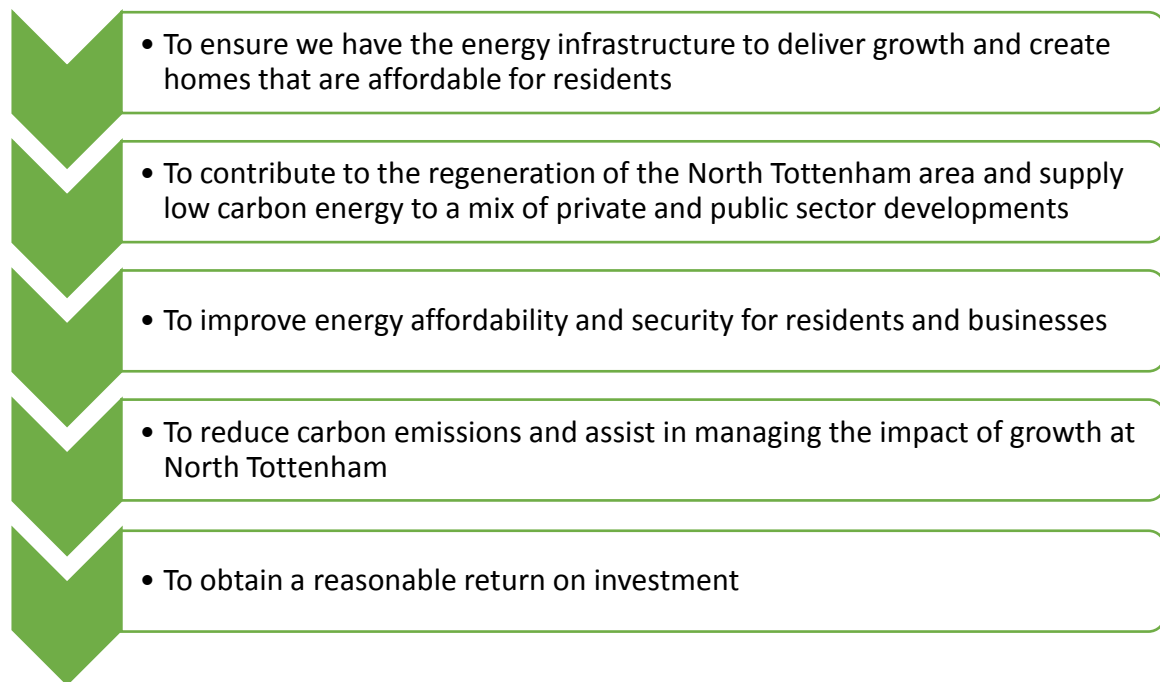 • To ensure we have the energy infrastructure to deliver growth and create
homes that are affordable for residents
• To contribute to the regeneration of the North Tottenham area and supply
low carbon energy to a mix of private and public sector developments
• To improve energy affordability and security for residents and businesses
• To reduce carbon emissions and assist in managing the impact of growth at
North Tottenham
• To obtain a reasonable return on investment